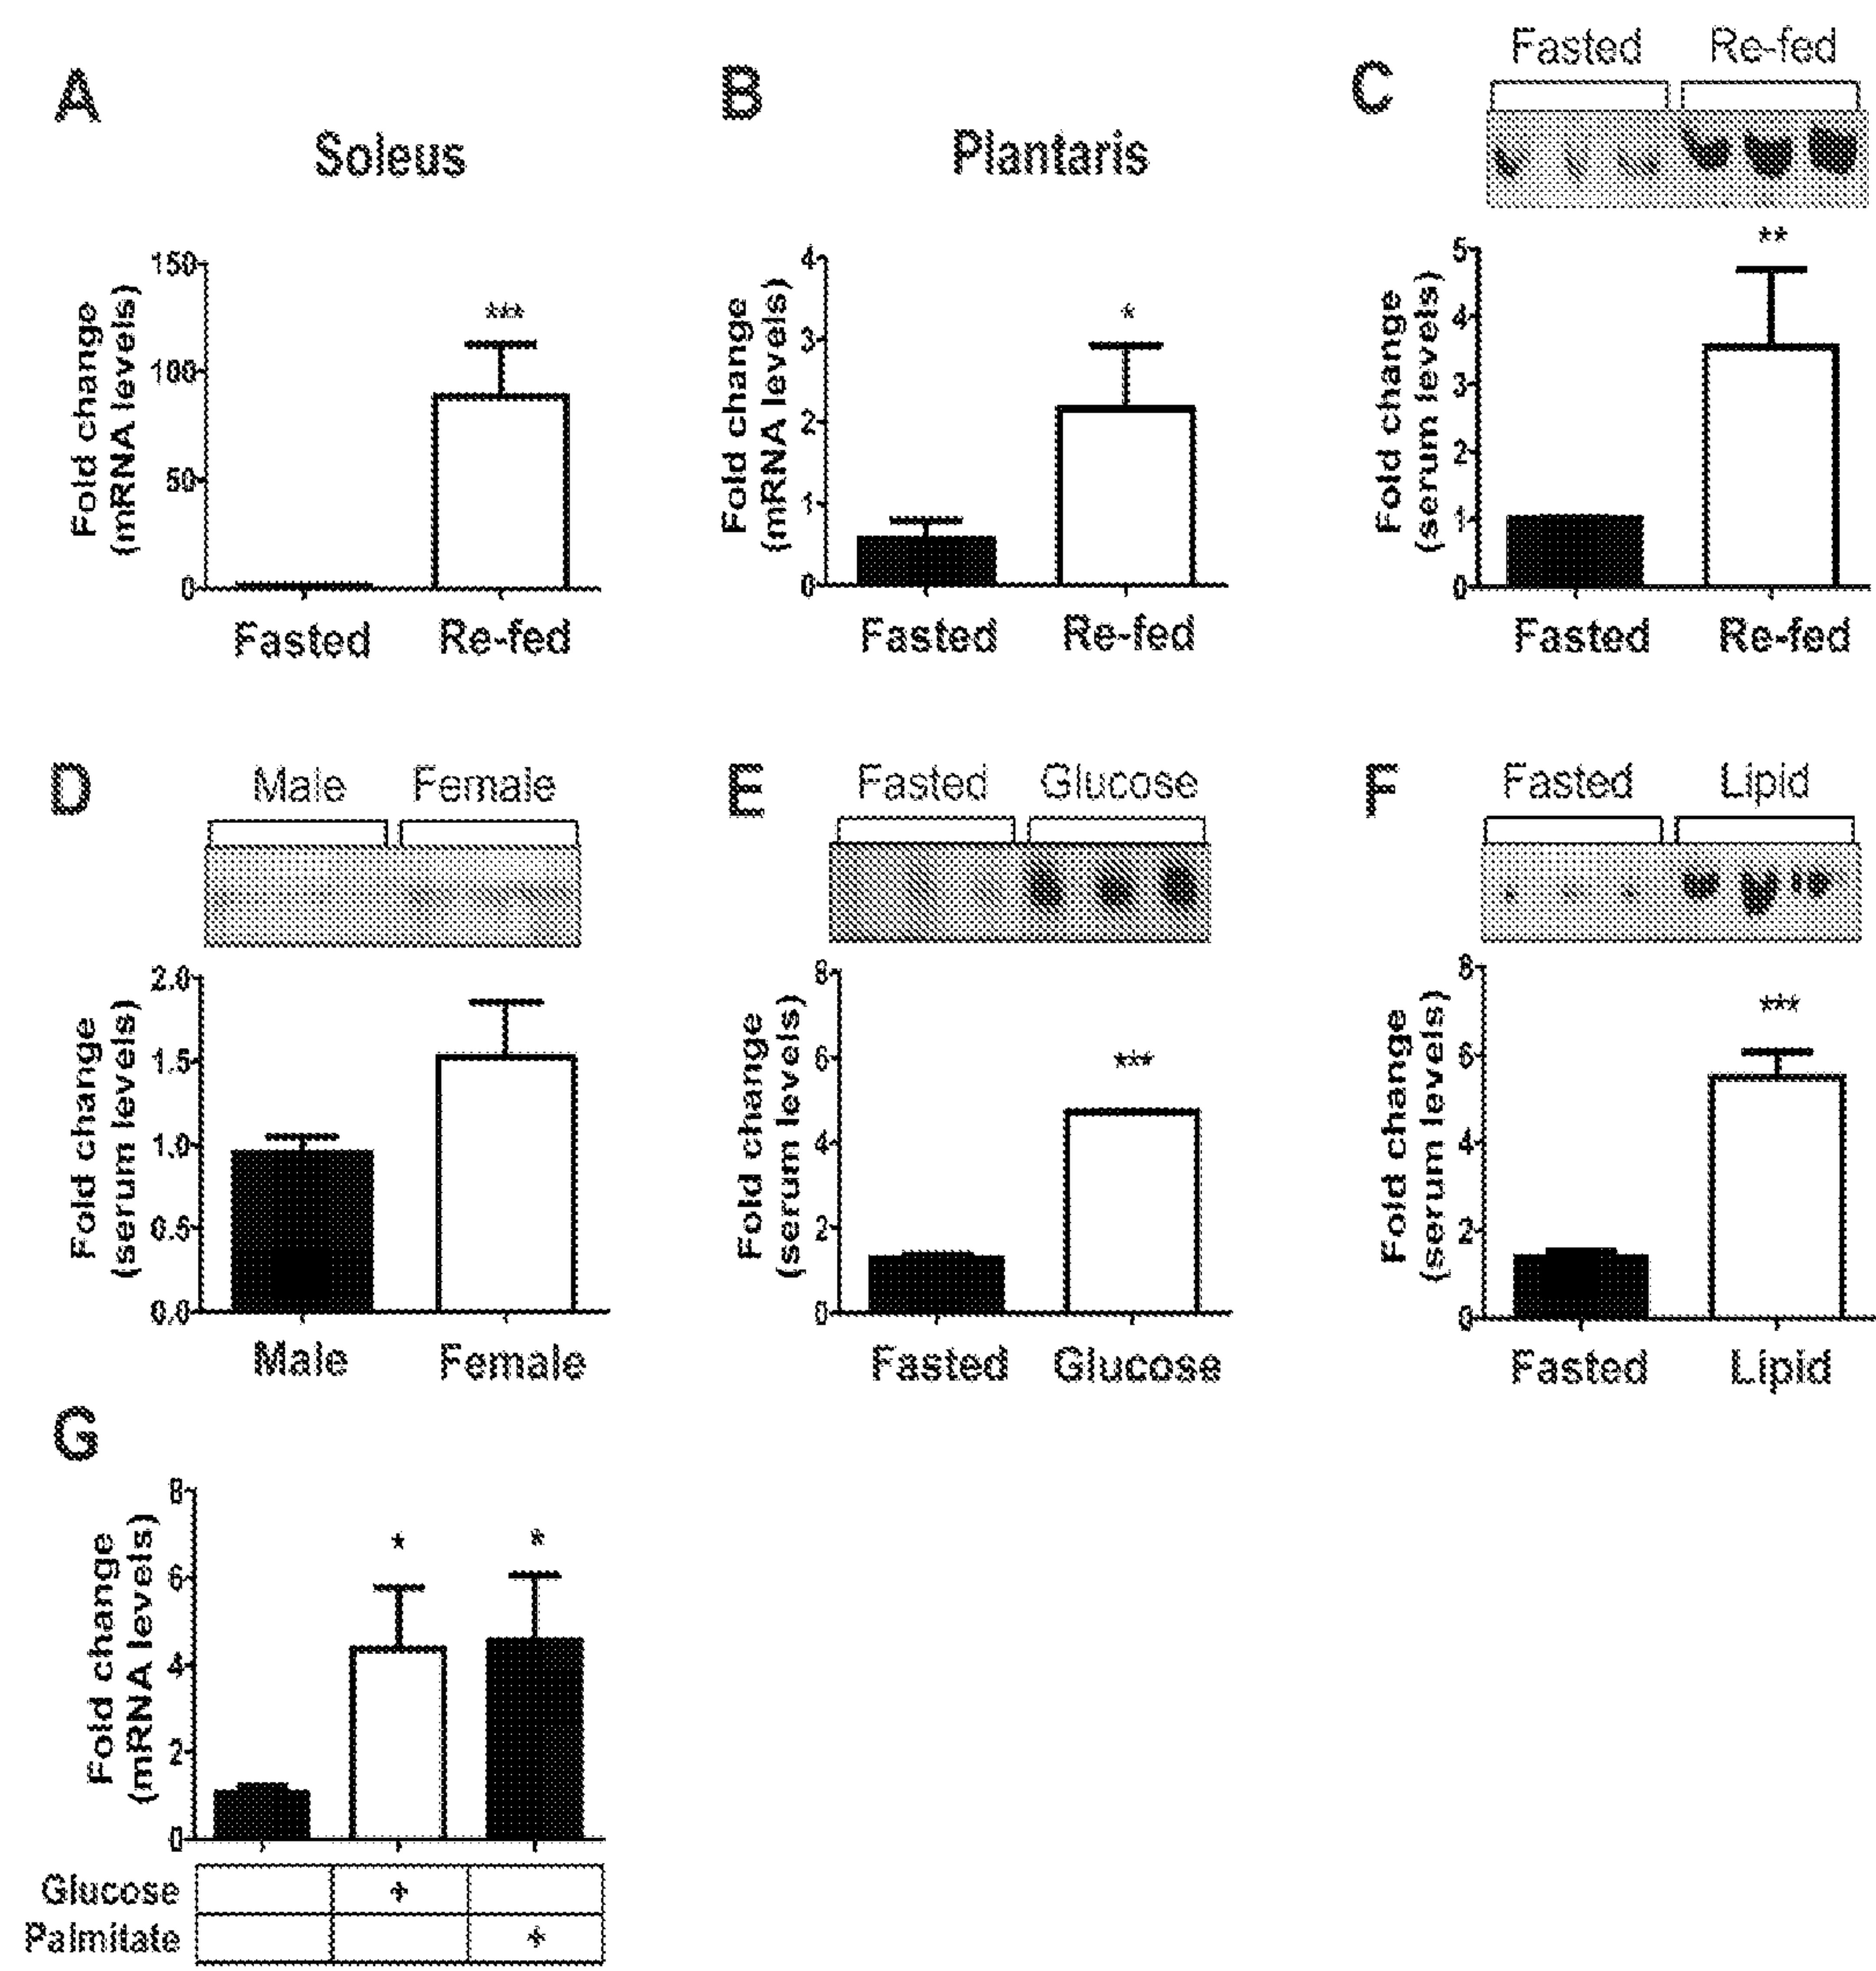 A
Soleus
Fold change
(mRNA levels)
150
100
50
0
***
Fasted Re-fed
B
Plantaris
Fold change
(mRNA levels)
4
3
2
1
0
*
Fasted Re-fed
C
Fasted Re-fed
Fold change
(serum levels)
5
4
3
2
1
0
**
Fasted Re-fed
D
Male Female
Fold change
(serum levels)
2.0
1.5
1.0
0.5
0.0
Male Female
E
Fasted Glucose
Fold change
(serum levels)
8
6
4
2
0
***
Fasted Glucose
F
Fasted Lipid
Fold change
(serum levels)
8
6
4
2
0
***
Fasted Lipid
G
Fold change
(mRNA levels)
8
6
4
2
0
* *
Glucose +
Palmitate +